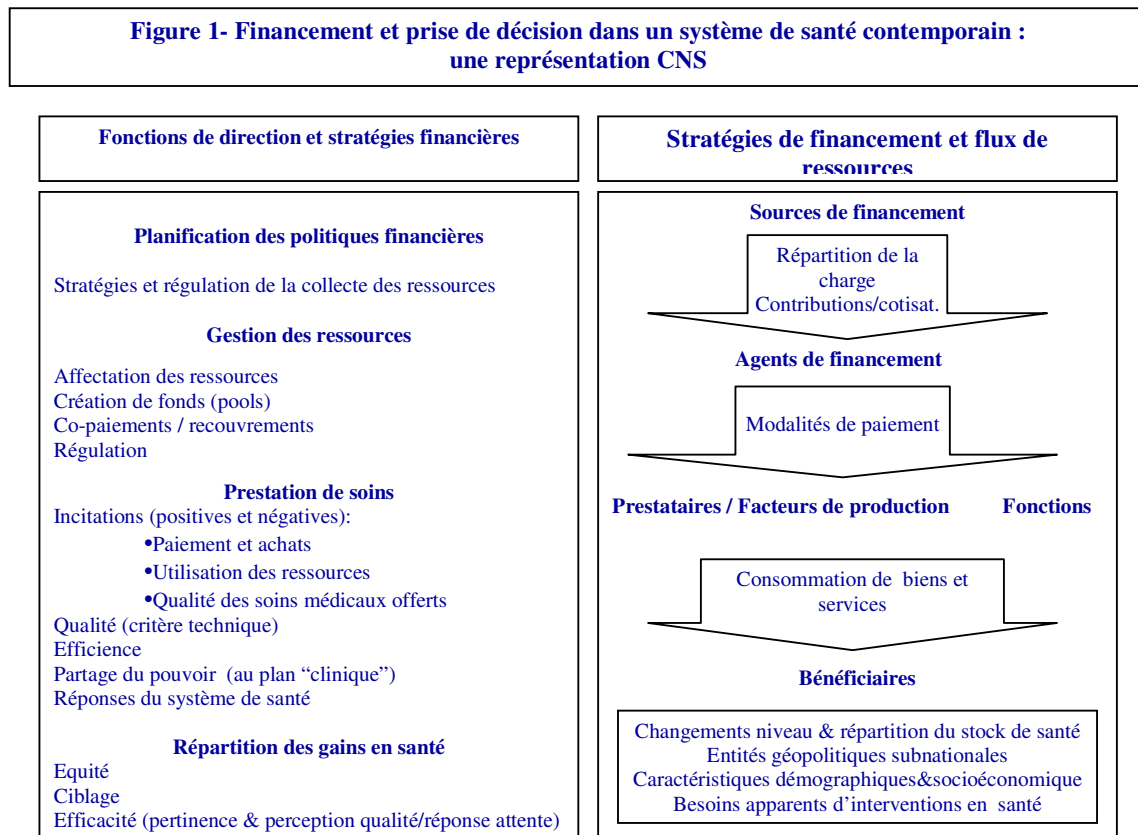 Figure 1- Financement et prise de décision dans un système de santé contemporain :
une représentation CNS
Fonctions de direction et stratégies financières
Planification des politiques financières
Stratégies et régulation de la collecte des ressources
Gestion des ressources
Affectation des ressources
Création de fonds (pools)
Co-paiements / recouvrements
Régulation
Prestation de soins
Incitations (positives et négatives):
•Paiement et achats
•Utilisation des ressources
•Qualité des soins médicaux offerts
Qualité (critère technique)
Efficience
Partage du pouvoir (au plan “clinique”)
Réponses du système de santé
Répartition des gains en santé
Equité
Ciblage
Efficacité (pertinence & perception qualité/réponse attente)
Stratégies de financement et flux de
ressources
Sources de financement
Répartition de la
charge
Contributions/cotisat.
Agents de financement
Modalités de paiement
Prestataires / Facteurs de production Fonctions
Consommation de biens et
services
Bénéficiaires
Changements niveau & répartition du stock de santé
Entités géopolitiques subnationales
Caractéristiques démographiques&socioéconomique
Besoins apparents d’interventions en santé